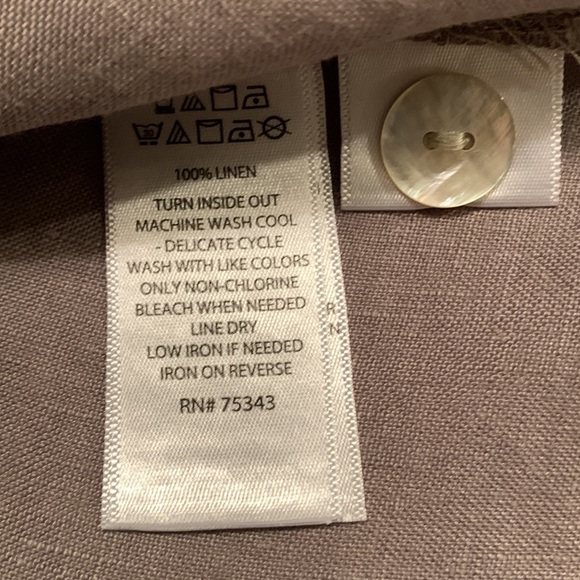 30
100% LINEN
TURN INSIDE OUT
MACHINE WASH COOL
- DELICATE CYCLE
WASH WITH LIKE COLORS
ONLY NON-CHLORINE
BLEACH WHEN NEEDED
LINE DRY
LOW IRON IF NEEDED
IRON ON REVERSE
RN# 75343
R
N